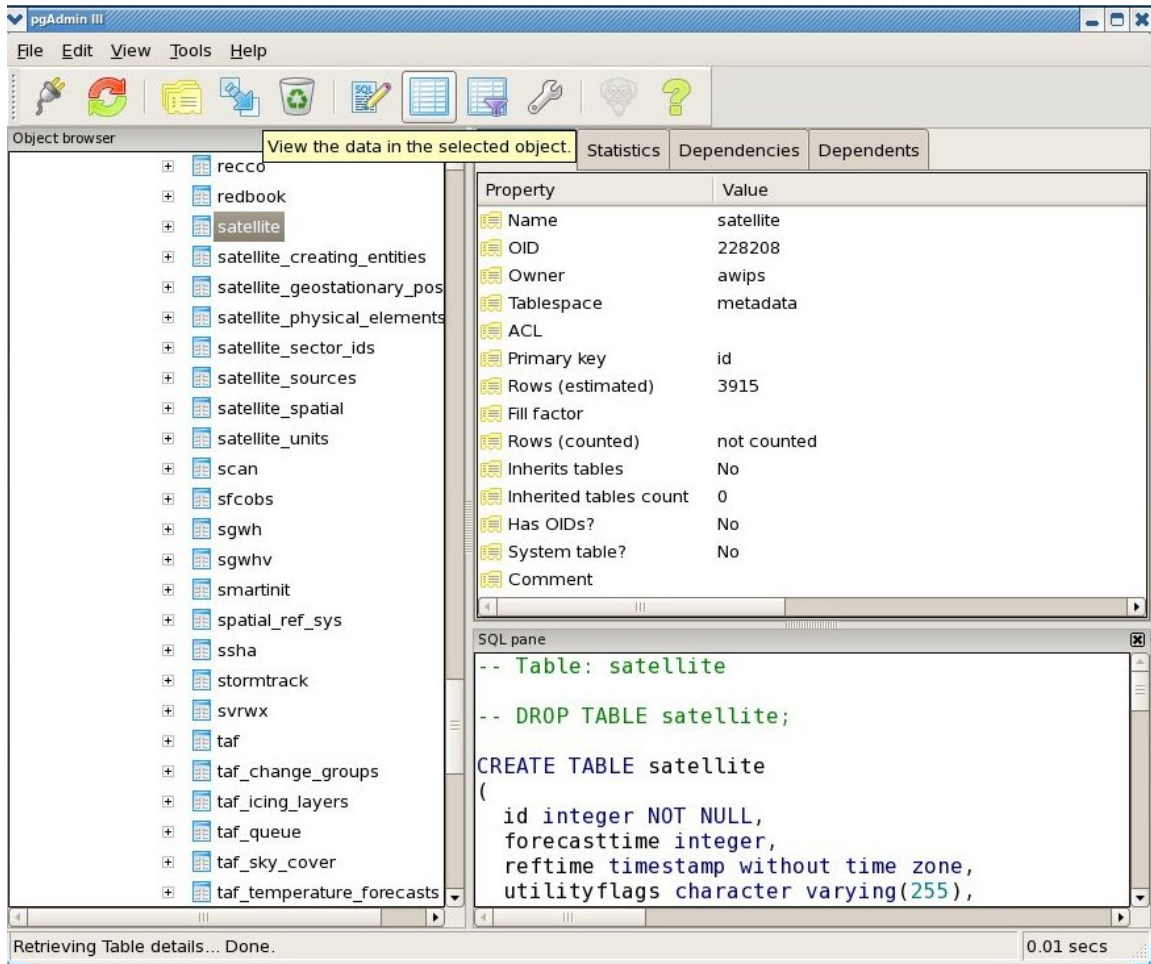 pgAdmin III
File Edit View Tools Help
SQL
Object browser
View the data in the selected object.
Statistics Dependencies Dependents
recco
redbook
satellite
satellite_creating_entities
satellite_geostationary_pos
satellite_physical_elements
satellite_sector_ids
satellite_sources
satellite_spatial
satellite_units
scan
sfcobs
sgwh
sgwhv
smartinit
spatial_ref_sys
ssha
stormtrack
svrwx
taf
taf_change_groups
taf_icing_layers
taf_queue
taf_sky_cover
taf_temperature_forecasts
Property Value
Name satellite
OID 228208
Owner awips
Tablespace metadata
ACL
Primary key id
Rows (estimated) 3915
Fill factor
Rows (counted) not counted
Inherits tables No
Inherited tables count 0
Has OIDs? No
System table? No
Comment
SQL pane
-- Table: satellite
-- DROP TABLE satellite;
CREATE TABLE satellite
(
id integer NOT NULL,
forecasttime integer,
reftime timestamp without time zone,
utilityflags character varying(255),
Retrieving Table details... Done.
0.01 secs